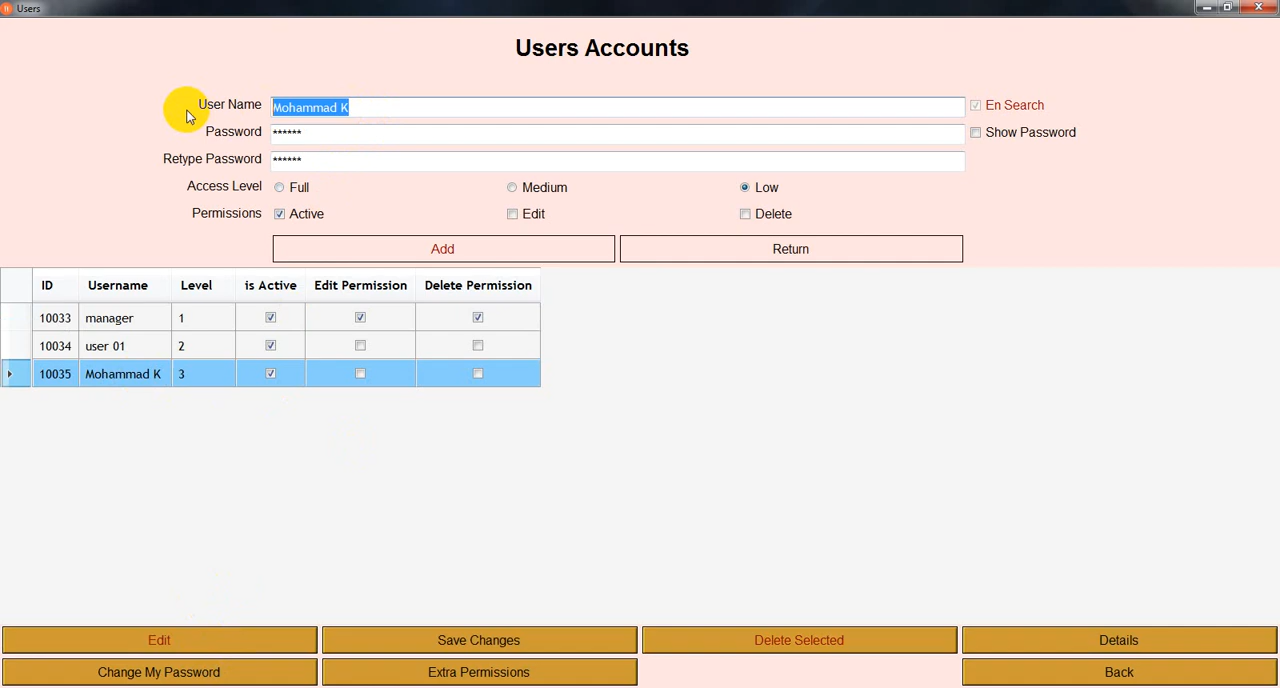 Users
Users Accounts
User Name Mohammad K En Search
Password ****** Show Password
Retype Password ******
Access Level Full Medium Low
Permissions Active Edit Delete
Add Return
ID Username Level is Active Edit Permission Delete Permission
10033 manager 1
10034 user 01 2
10035 Mohammad K 3
Edit Save Changes Delete Selected Details
Change My Password Extra Permissions Back